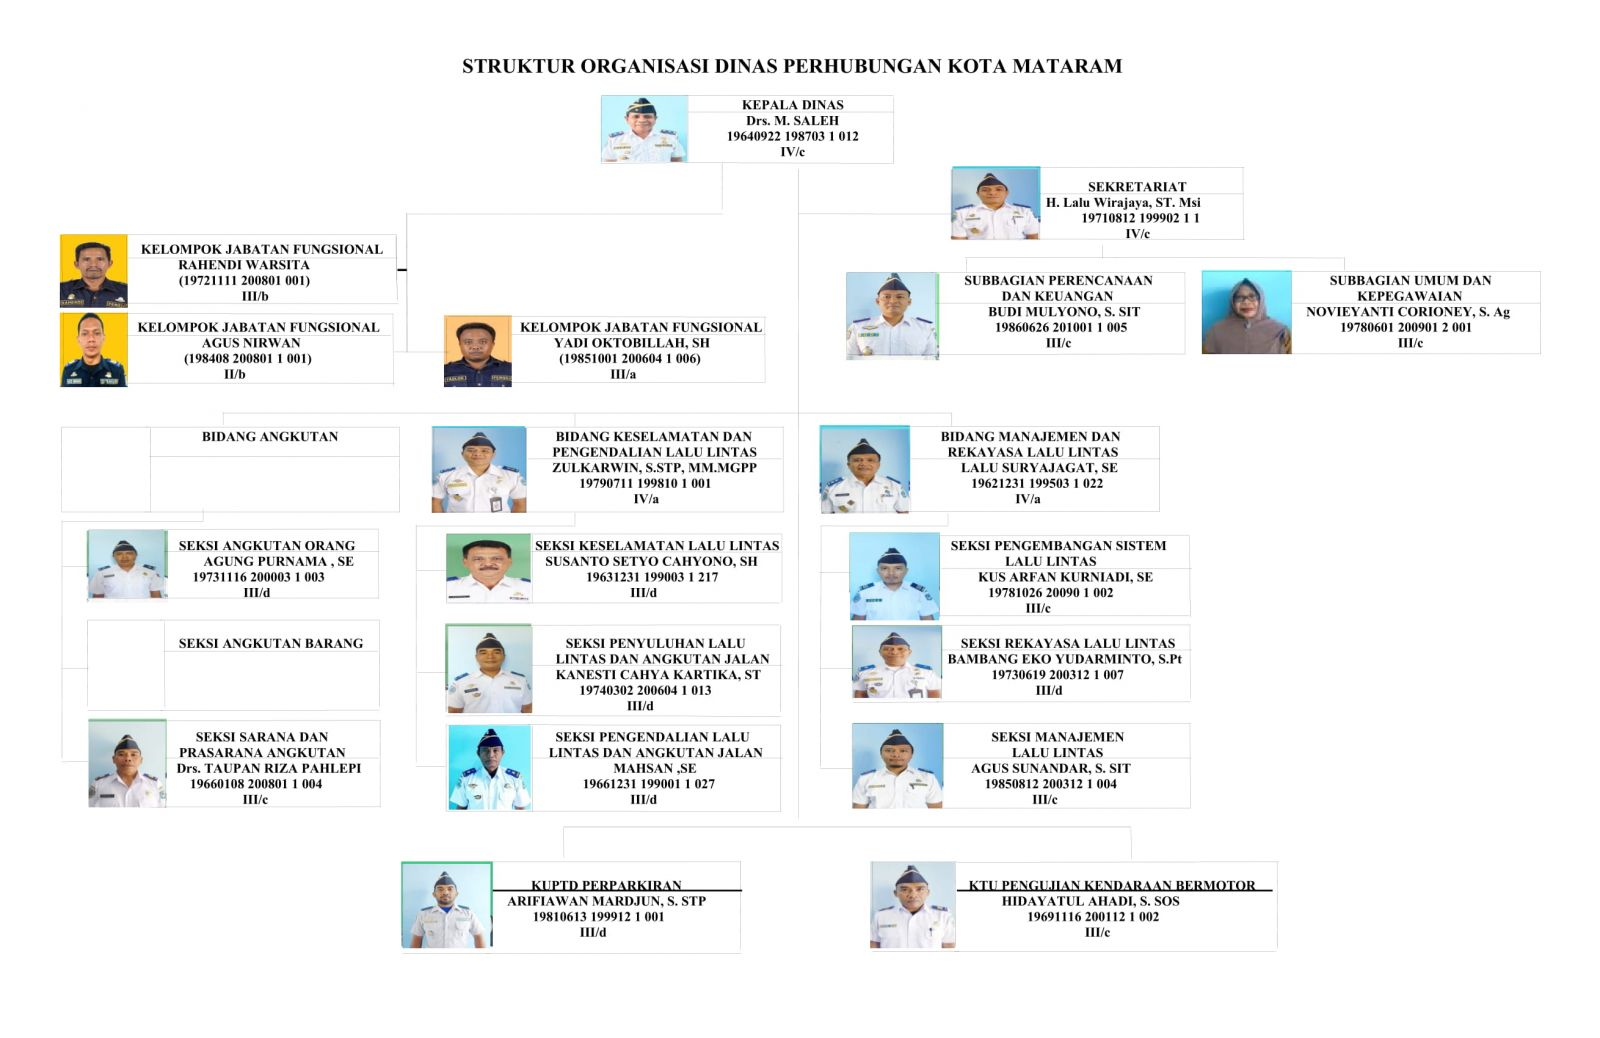 STRUKTUR ORGANISASI DINAS PERHUBUNGAN KOTA MATARAM
KEPALA DINAS
Drs. M. SALEH
19640922 198703 1 012
IV/c
SEKRETARIAT
H. Lalu Wirajaya, ST. Msi
19710812 199902 1 1
IV/c
KELOMPOK JABATAN FUNGSIONAL
RAHENDI WARSITA
(19721111 200801 001)
III/b
KELOMPOK JABATAN FUNGSIONAL
AGUS NIRWAN
(198408 200801 1 001)
II/b
KELOMPOK JABATAN FUNGSIONAL
YADI OKTOBILLAH, SH
(19851001 200604 1 006)
III/a
SUBBAGIAN PERENCANAAN
DAN KEUANGAN
BUDI MULYONO, S. SIT
19860626 201001 1 005
III/c
SUBBAGIAN UMUM DAN
KEPEGAWAIAN
NOVIEYANTI CORIONEY, S. Ag
19780601 200901 2 001
III/c
BIDANG ANGKUTAN
BIDANG KESELAMATAN DAN
PENGENDALIAN LALU LINTAS
ZULKARWIN, S.STP, MM.MGPP
19790711 199810 1 001
IV/a
BIDANG MANAJEMEN DAN
REKAYASA LALU LINTAS
LALU SURYAJAGAT, SE
19621231 199503 1 022
IV/a
SEKSI ANGKUTAN ORANG
AGUNG PURNAMA , SE
19731116 200003 1 003
III/d
SEKSI KESELAMATAN LALU LINTAS
SUSANTO SETYO CAHYONO, SH
19631231 199003 1 217
III/d
SEKSI PENGEMBANGAN SISTEM
LALU LINTAS
KUS ARFAN KURNIADI, SE
19781026 20090 1 002
III/c
SEKSI ANGKUTAN BARANG
SEKSI PENYULUHAN LALU
LINTAS DAN ANGKUTAN JALAN
KANESTI CAHYA KARTIKA, ST
19740302 200604 1 013
III/d
SEKSI REKAYASA LALU LINTAS
BAMBANG EKO YUDARMINTO, S.Pt
19730619 200312 1 007
III/d
SEKSI SARANA DAN
PRASARANA ANGKUTAN
Drs. TAUPAN RIZA PAHLEPI
19660108 200801 1 004
III/c
SEKSI PENGENDALIAN LALU
LINTAS DAN ANGKUTAN JALAN
MAHSAN ,SE
19661231 199001 1 027
III/d
SEKSI MANAJEMEN
LALU LINTAS
AGUS SUNANDAR, S. SIT
19850812 200312 1 004
III/c
KUPTD PERPARKIRAN
ARIFIAWAN MARDJUN, S. STP
19810613 199912 1 001
III/d
KTU PENGUJIAN KENDARAAN BERMOTOR
HIDAYATUL AHADI, S. SOS
19691116 200112 1 002
III/c